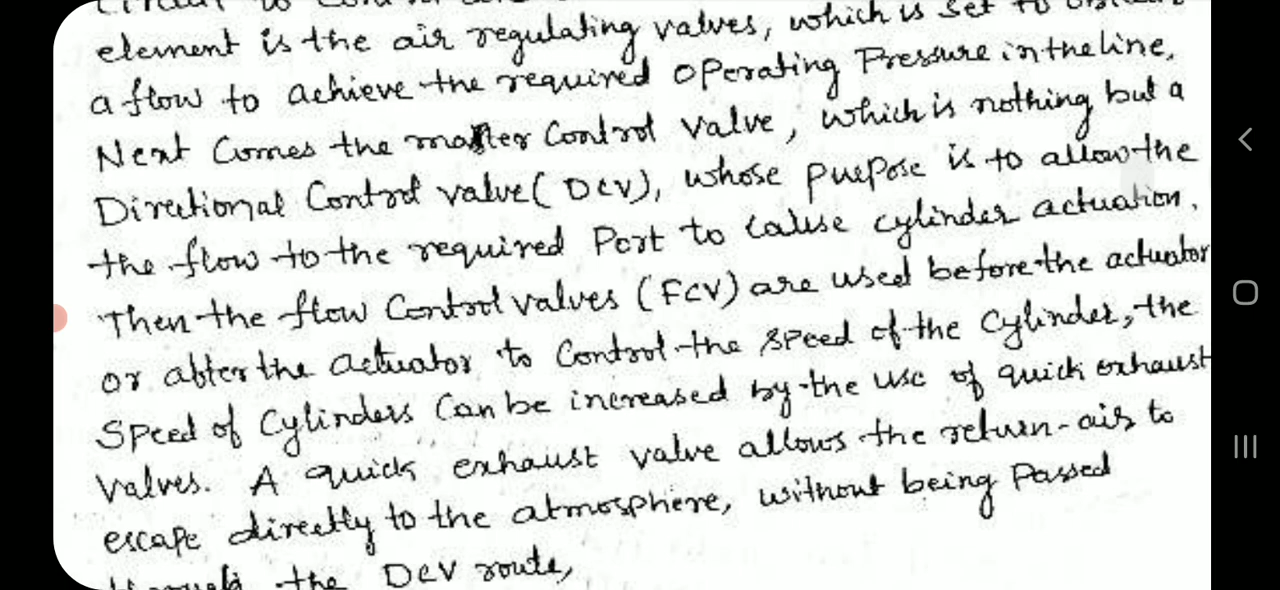 element is the air regulating valves, which is set to
a flow to achieve the required operating Pressure in the line,
Next Comes the master Control valve, which is nothing but a
Directional Control valve (DCV), whose purpose is to allow the
the flow to the required Port to cause cylinder actuation.
Then the flow Control valves (FCV) are used before the actuator
or after the actuator to Control the speed of the Cylinder, the
Speed of Cylinders Can be increased by the use of quick exhaust
Valves. A quick exhaust valve allows the return-air to
escape directly to the atmosphere, without being Passed
through the DCV route,